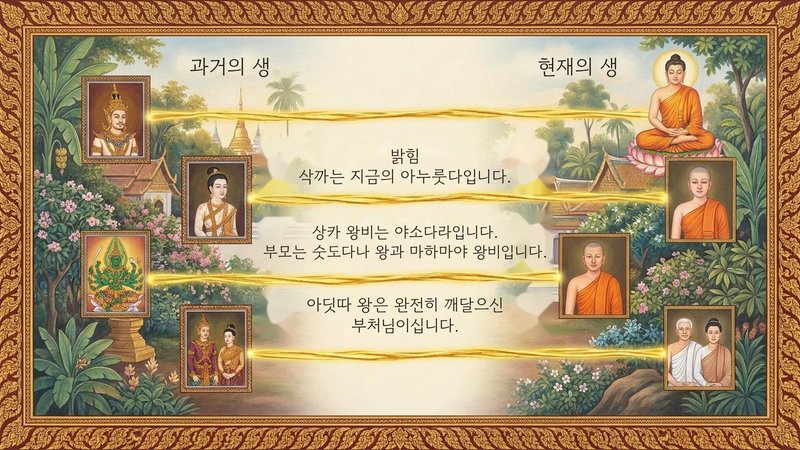 과거의 생
현재의 생
밝힘
삭까는 지금의 아누룻다입니다.
상카 왕비는 야소다라입니다.
부모는 숫도다나 왕과 마하마야 왕비입니다.
아딧따 왕은 완전히 깨달으신
부처님이십니다.